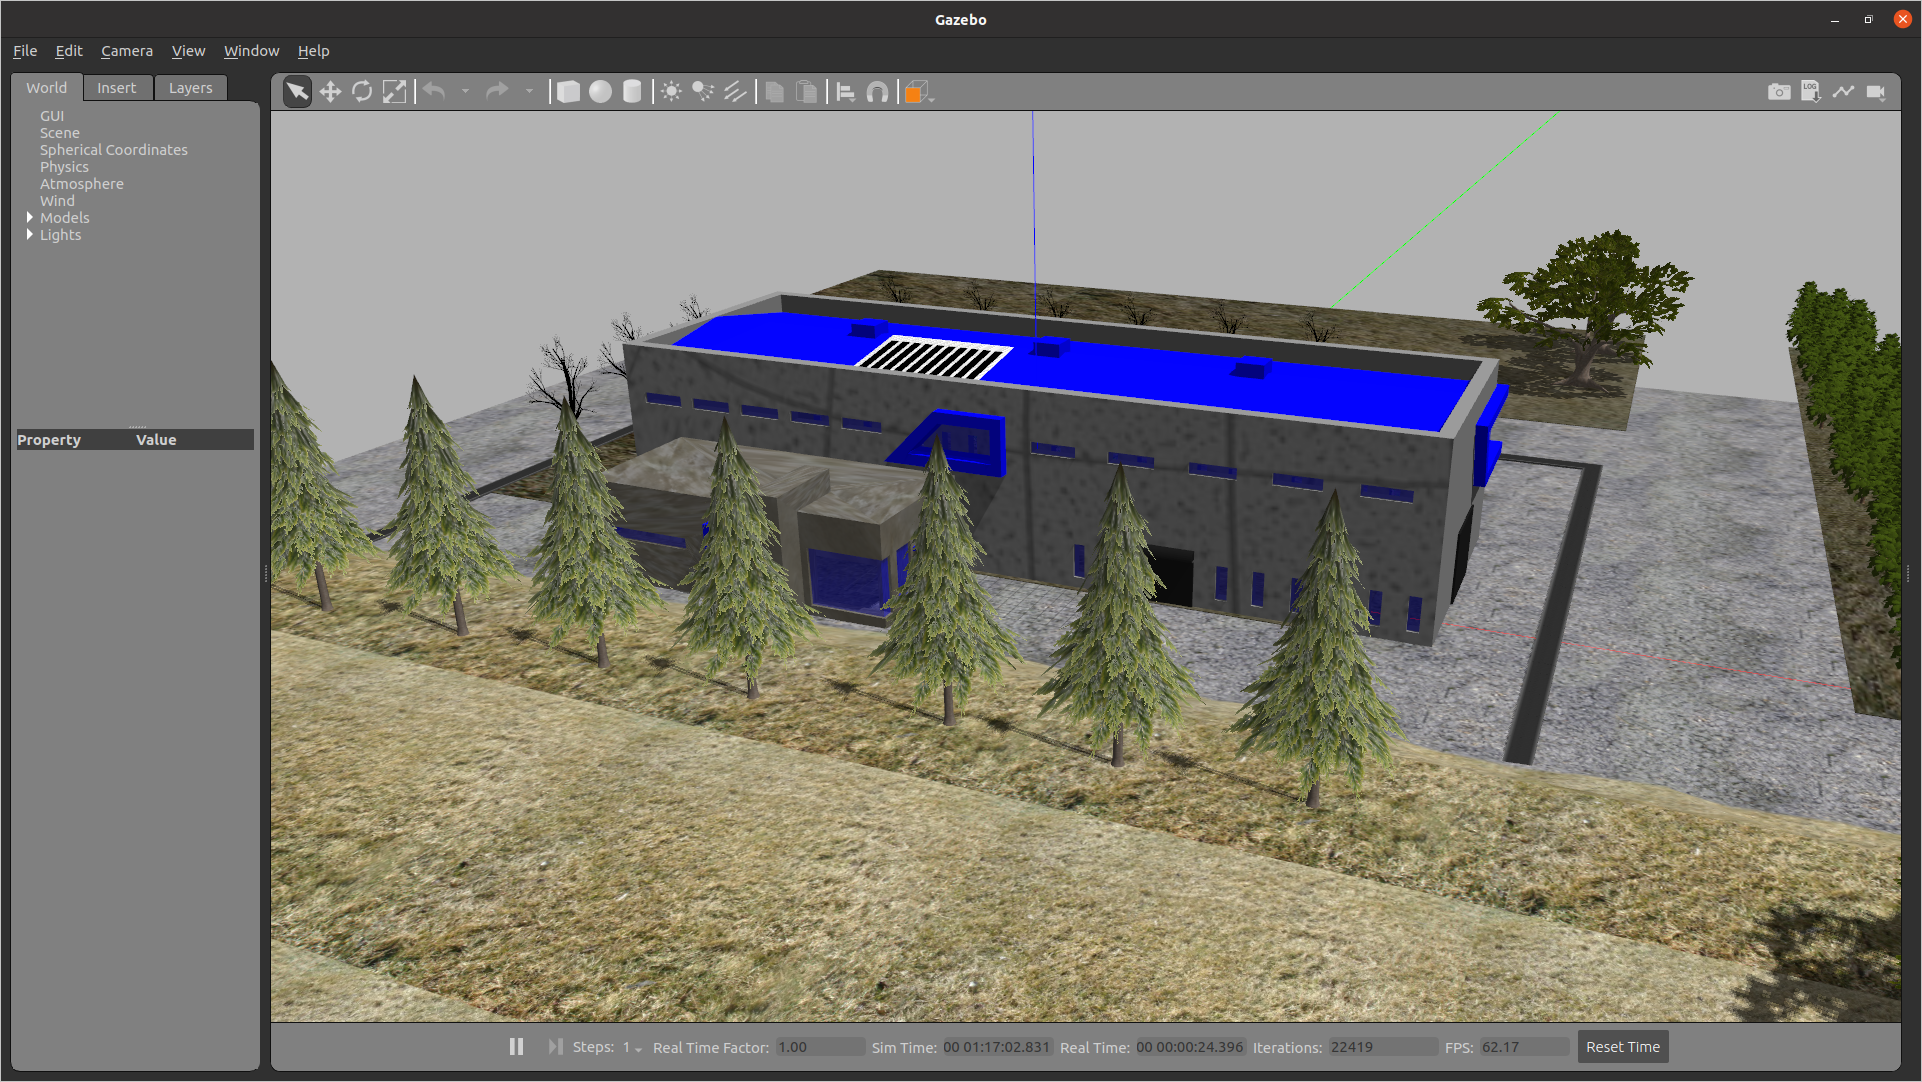 Gazebo
File Edit Camera View Window Help
World Insert Layers
LOG
GUI
Scene
Spherical Coordinates
Physics
Atmosphere
Wind
Models
Lights
Property Value
Steps: 1 Real Time Factor: 1.00 Sim Time: 00 01:17:02.831 Real Time: 00 00:00:24.396 Iterations: 22419 FPS: 62.17 Reset Time